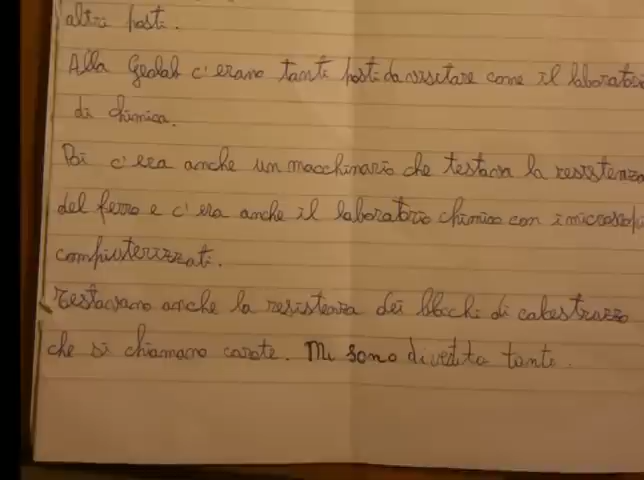 altri posti.
Alla Geolab c'erano tanti posti da visitare come il laboratori
di chimica.
Poi c'era anche un macchinario che testava la resistenza
del ferro e c'era anche il laboratorio chimico con i microscopi
computerizzati.
Testavano anche la resistenza dei blocchi di calcestruzzo
che si chiamano carote. Mi sono divertita tanti.